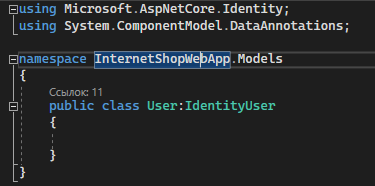 using Microsoft.AspNetCore.Identity;
using System.ComponentModel.DataAnnotations;
namespace InternetShopWebApp.Models
{
Ссылок: 11
public class User:IdentityUser
{
}
}